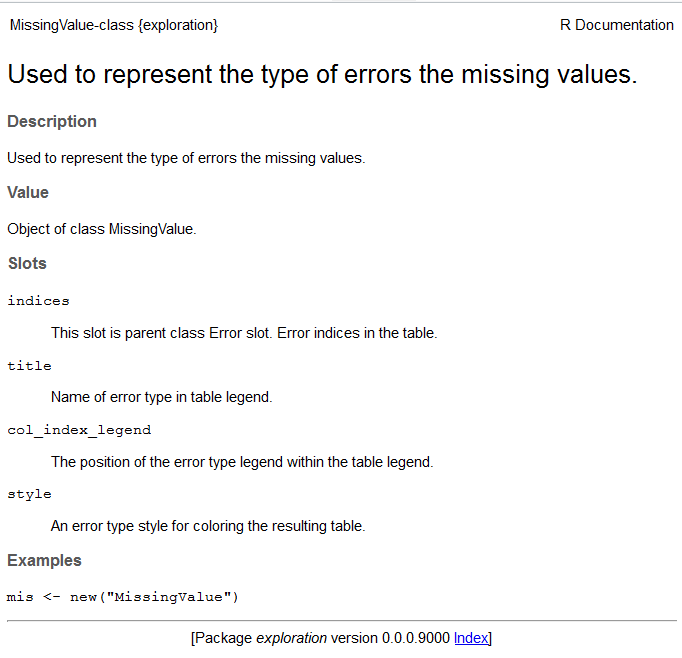 MissingValue-class {exploration} R Documentation
Used to represent the type of errors the missing values.
Description
Used to represent the type of errors the missing values.
Value
Object of class MissingValue.
Slots
indices
This slot is parent class Error slot. Error indices in the table.
title
Name of error type in table legend.
col_index_legend
The position of the error type legend within the table legend.
style
An error type style for coloring the resulting table.
Examples
mis <- new("MissingValue")
[Package exploration version 0.0.0.9000 Index]